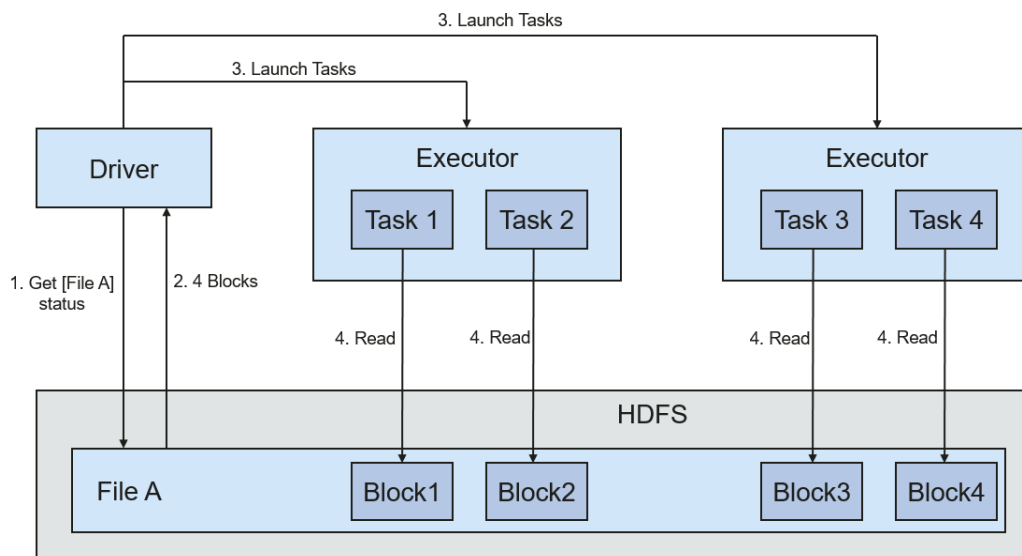 3. Launch Tasks
3. Launch Tasks
Driver
Executor
Task 1
Task 2
Executor
Task 3
Task 4
1. Get [File A]
status
2. 4 Blocks
4. Read
4. Read
4. Read
4. Read
HDFS
File A
Block1
Block2
Block3
Block4